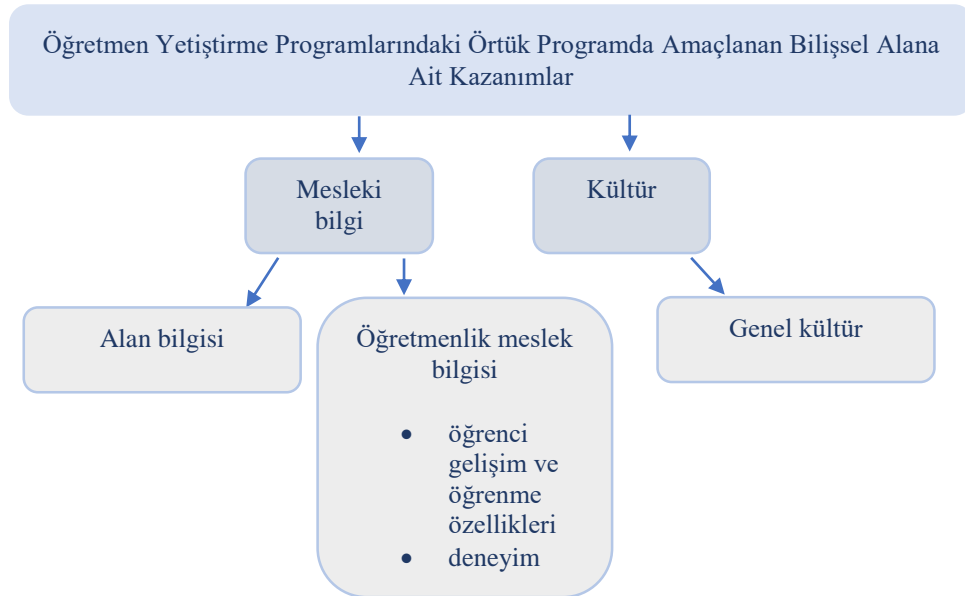 Öğretmen Yetiştirme Programlarındaki Örtük Programda Amaçlanan Bilişsel Alana
Ait Kazanımlar
Mesleki
bilgi
Kültür
Alan bilgisi
Öğretmenlik meslek
bilgisi
• öğrenci
gelişim ve
öğrenme
özellikleri
• deneyim
Genel kültür